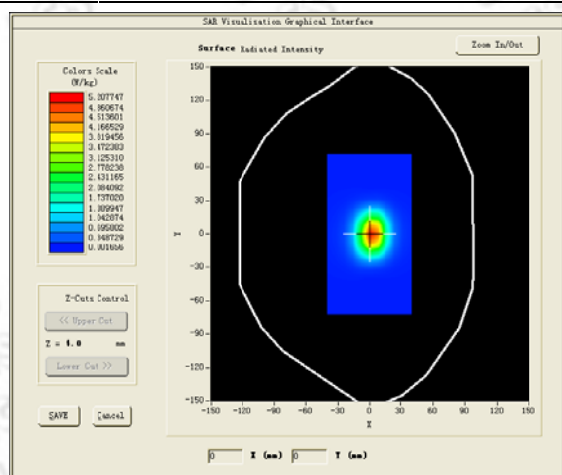 SAR Visualisation Graphical Interface
Surface Radiated Intensity
Zoom In/Out
Colors Scale
(W/kg)
5.207747
4.860674
4.513601
4.166529
3.819456
3.472383
3.125310
2.778238
2.431165
2.084092
1.737020
1.389947
1.042874
0.695802
0.348729
0.001656
150
120
90
60
30
0
-30
-60
-90
-120
-150
Y
-150 -120 -90 -60 -30 0 30 60 90 120 150
X
Z-Cuts Control
<< Upper Cut
Z = 4.0 mm
Lower Cut >>
SAVE Cancel
0 X (mm) 0 Y (mm)